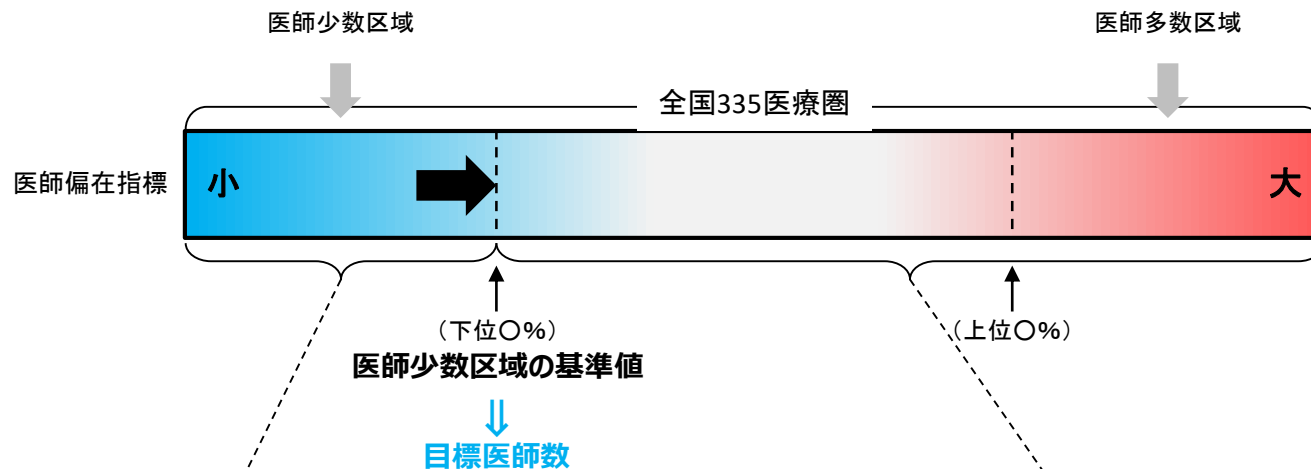 医師少数区域
医師多数区域
全国335医療圏
医師偏在指標
小
大
（下位〇%）
（上位〇%）
医師少数区域の基準値
⇓
目標医師数